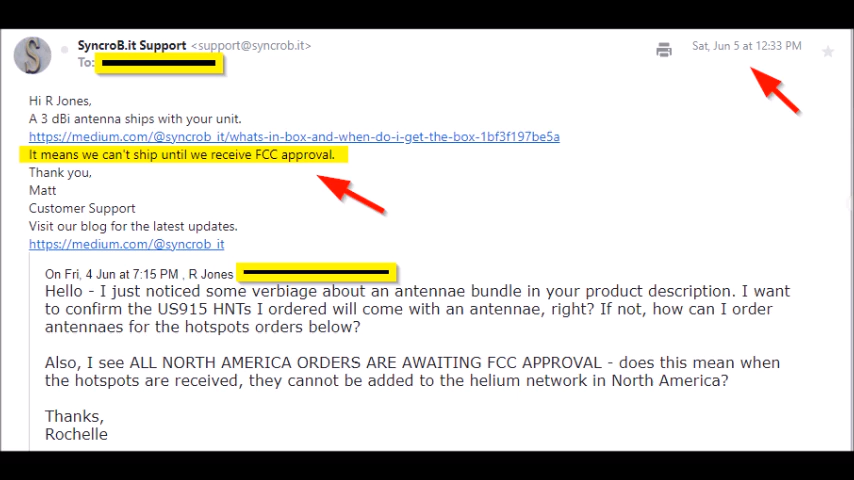 SyncroB.it Support <support@syncrob.it>
Sat, Jun 5 at 12:33 PM
To:
Hi R Jones,
A 3 dBi antenna ships with your unit.
https://medium.com/@syncrob_it/whats-in-box-and-when-do-i-get-the-box-1bf3f197be5a
It means we can't ship until we receive FCC approval.
Thank you,
Matt
Customer Support
Visit our blog for the latest updates.
https://medium.com/@syncrob_it
On Fri, 4 Jun at 7:15 PM , R Jones
Hello - I just noticed some verbiage about an antennae bundle in your product description. I want
to confirm the US915 HNTs I ordered will come with an antennae, right? If not, how can I order
antennaes for the hotspots orders below?
Also, I see ALL NORTH AMERICA ORDERS ARE AWAITING FCC APPROVAL - does this mean when
the hotspots are received, they cannot be added to the helium network in North America?
Thanks,
Rochelle